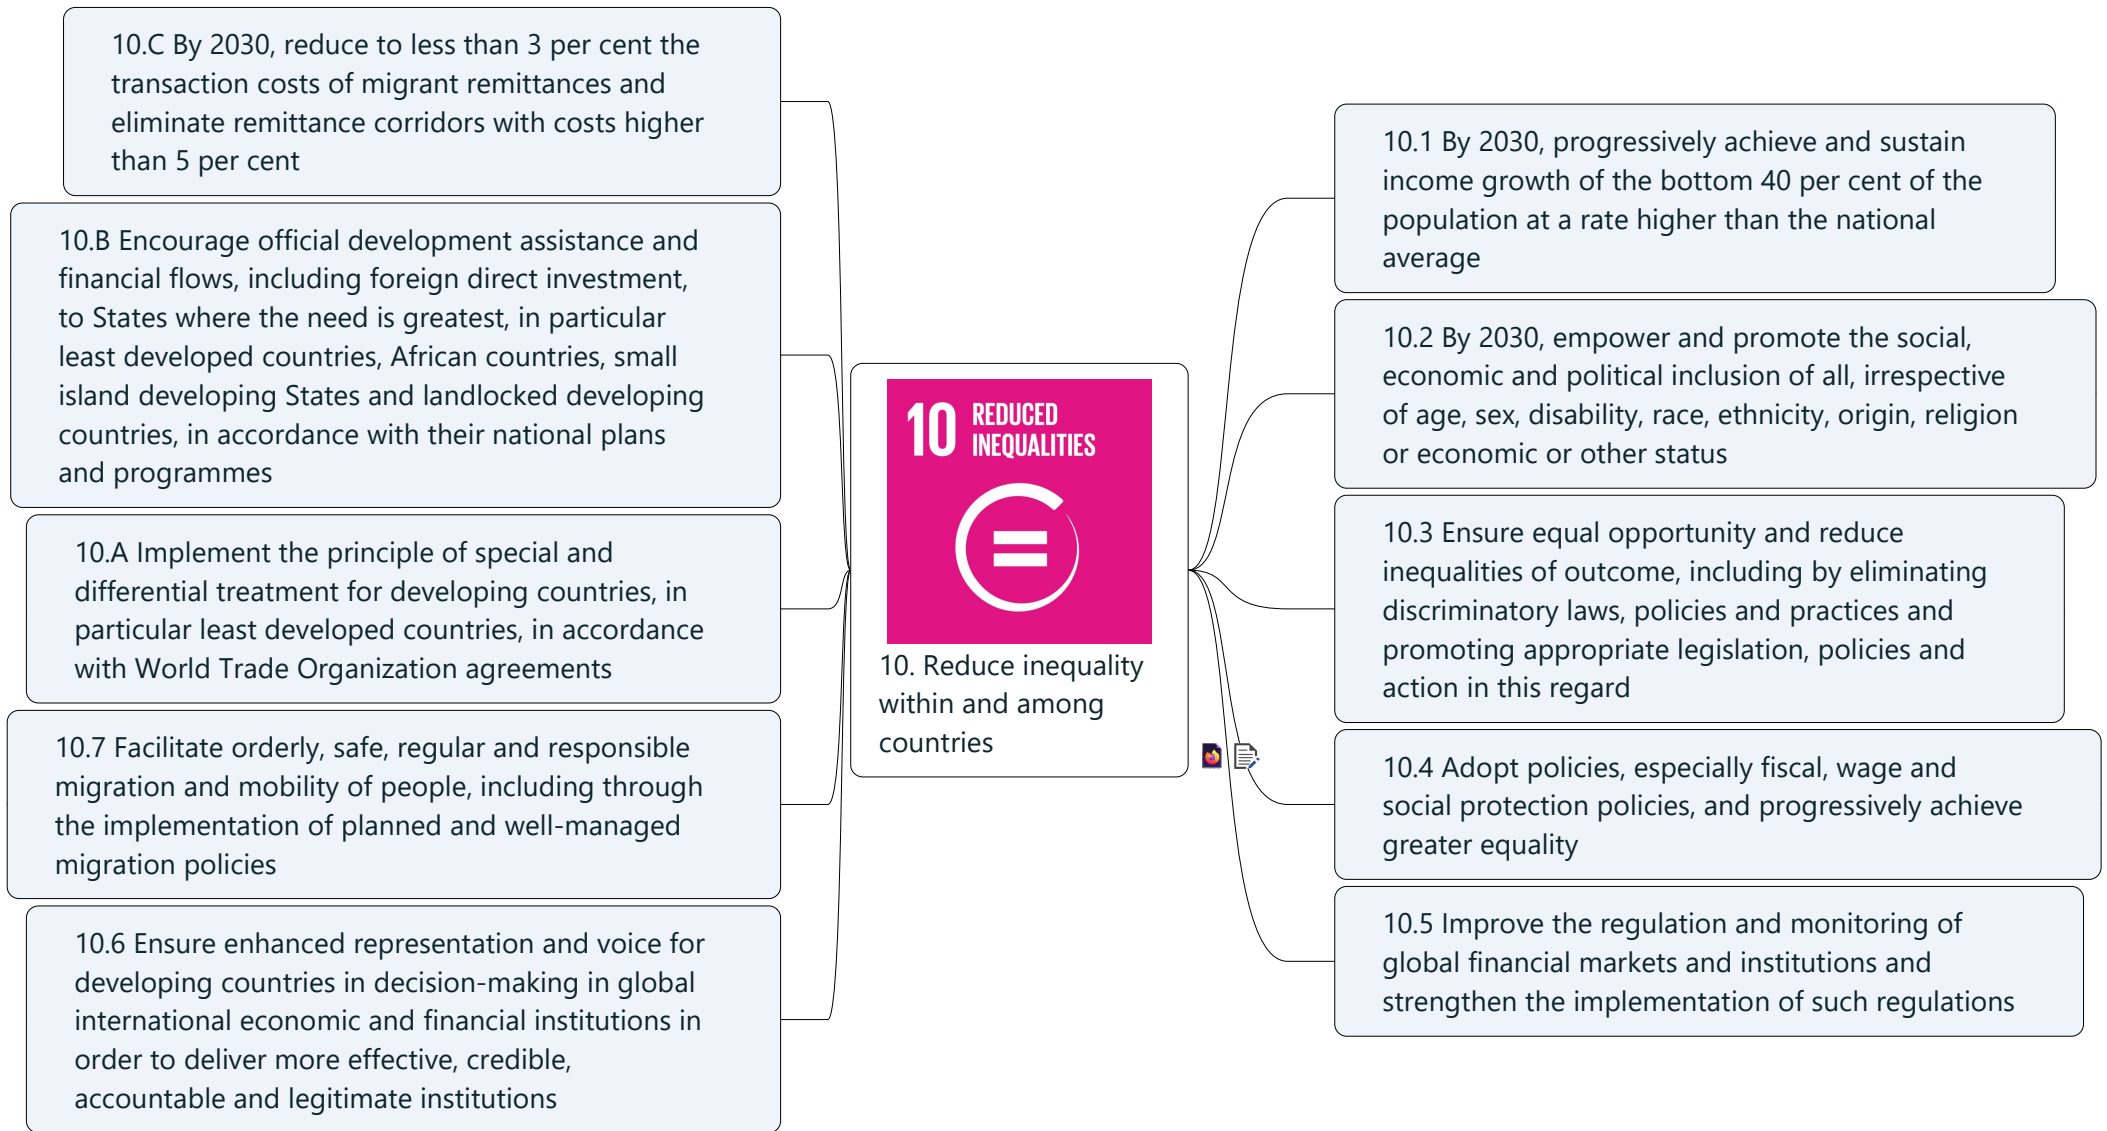 10.C By 2030, reduce to less than 3 per cent the
transaction costs of migrant remittances and
eliminate remittance corridors with costs higher
than 5 per cent
10.B Encourage official development assistance and
financial flows, including foreign direct investment,
to States where the need is greatest, in particular
least developed countries, African countries, small
island developing States and landlocked developing
countries, in accordance with their national plans
and programmes
10.A Implement the principle of special and
differential treatment for developing countries, in
particular least developed countries, in accordance
with World Trade Organization agreements
10.7 Facilitate orderly, safe, regular and responsible
migration and mobility of people, including through
the implementation of planned and well-managed
migration policies
10.6 Ensure enhanced representation and voice for
developing countries in decision-making in global
international economic and financial institutions in
order to deliver more effective, credible,
accountable and legitimate institutions
10 REDUCED
INEQUALITIES
10. Reduce inequality
within and among
countries
10.1 By 2030, progressively achieve and sustain
income growth of the bottom 40 per cent of the
population at a rate higher than the national
average
10.2 By 2030, empower and promote the social,
economic and political inclusion of all, irrespective
of age, sex, disability, race, ethnicity, origin, religion
or economic or other status
10.3 Ensure equal opportunity and reduce
inequalities of outcome, including by eliminating
discriminatory laws, policies and practices and
promoting appropriate legislation, policies and
action in this regard
10.4 Adopt policies, especially fiscal, wage and
social protection policies, and progressively achieve
greater equality
10.5 Improve the regulation and monitoring of
global financial markets and institutions and
strengthen the implementation of such regulations